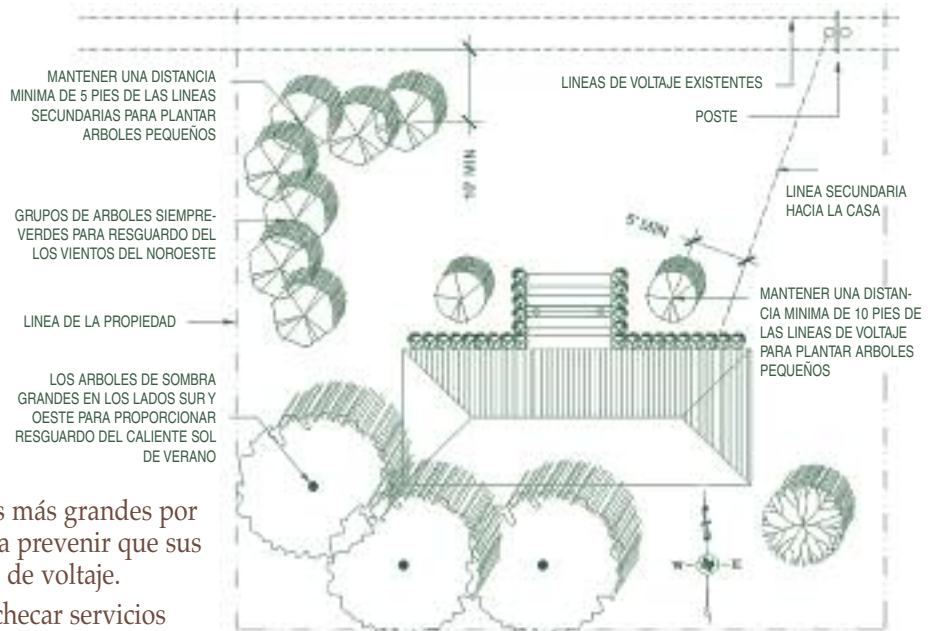 MANTENER UNA DISTANCIA
MINIMA DE 5 PIES DE LAS LINEAS
SECUNDARIAS PARA PLANTAR
ARBOLES PEQUEÑOS
GRUPOS DE ARBOLES SIEMPRE-
VERDES PARA RESGUARDO DEL
LOS VIENTOS DEL NOROESTE
LINEA DE LA PROPIEDAD
LOS ARBOLES DE SOMBRA
GRANDES EN LOS LADOS SUR Y
OESTE PARA PROPORCIONAR
RESGUARDO DEL CALIENTE SOL
DE VERANO
LINEAS DE VOLTAJE EXISTENTES
POSTE
10' MIN
LINEA SECUNDARIA
HACIA LA CASA
5' MIN
MANTENER UNA DISTAN-
CIA MINIMA DE 10 PIES DE
LAS LINEAS DE VOLTAJE
PARA PLANTAR ARBOLES
PEQUEÑOS
W E
s más grandes por
a prevenir que sus
de voltaje.
checar servicios